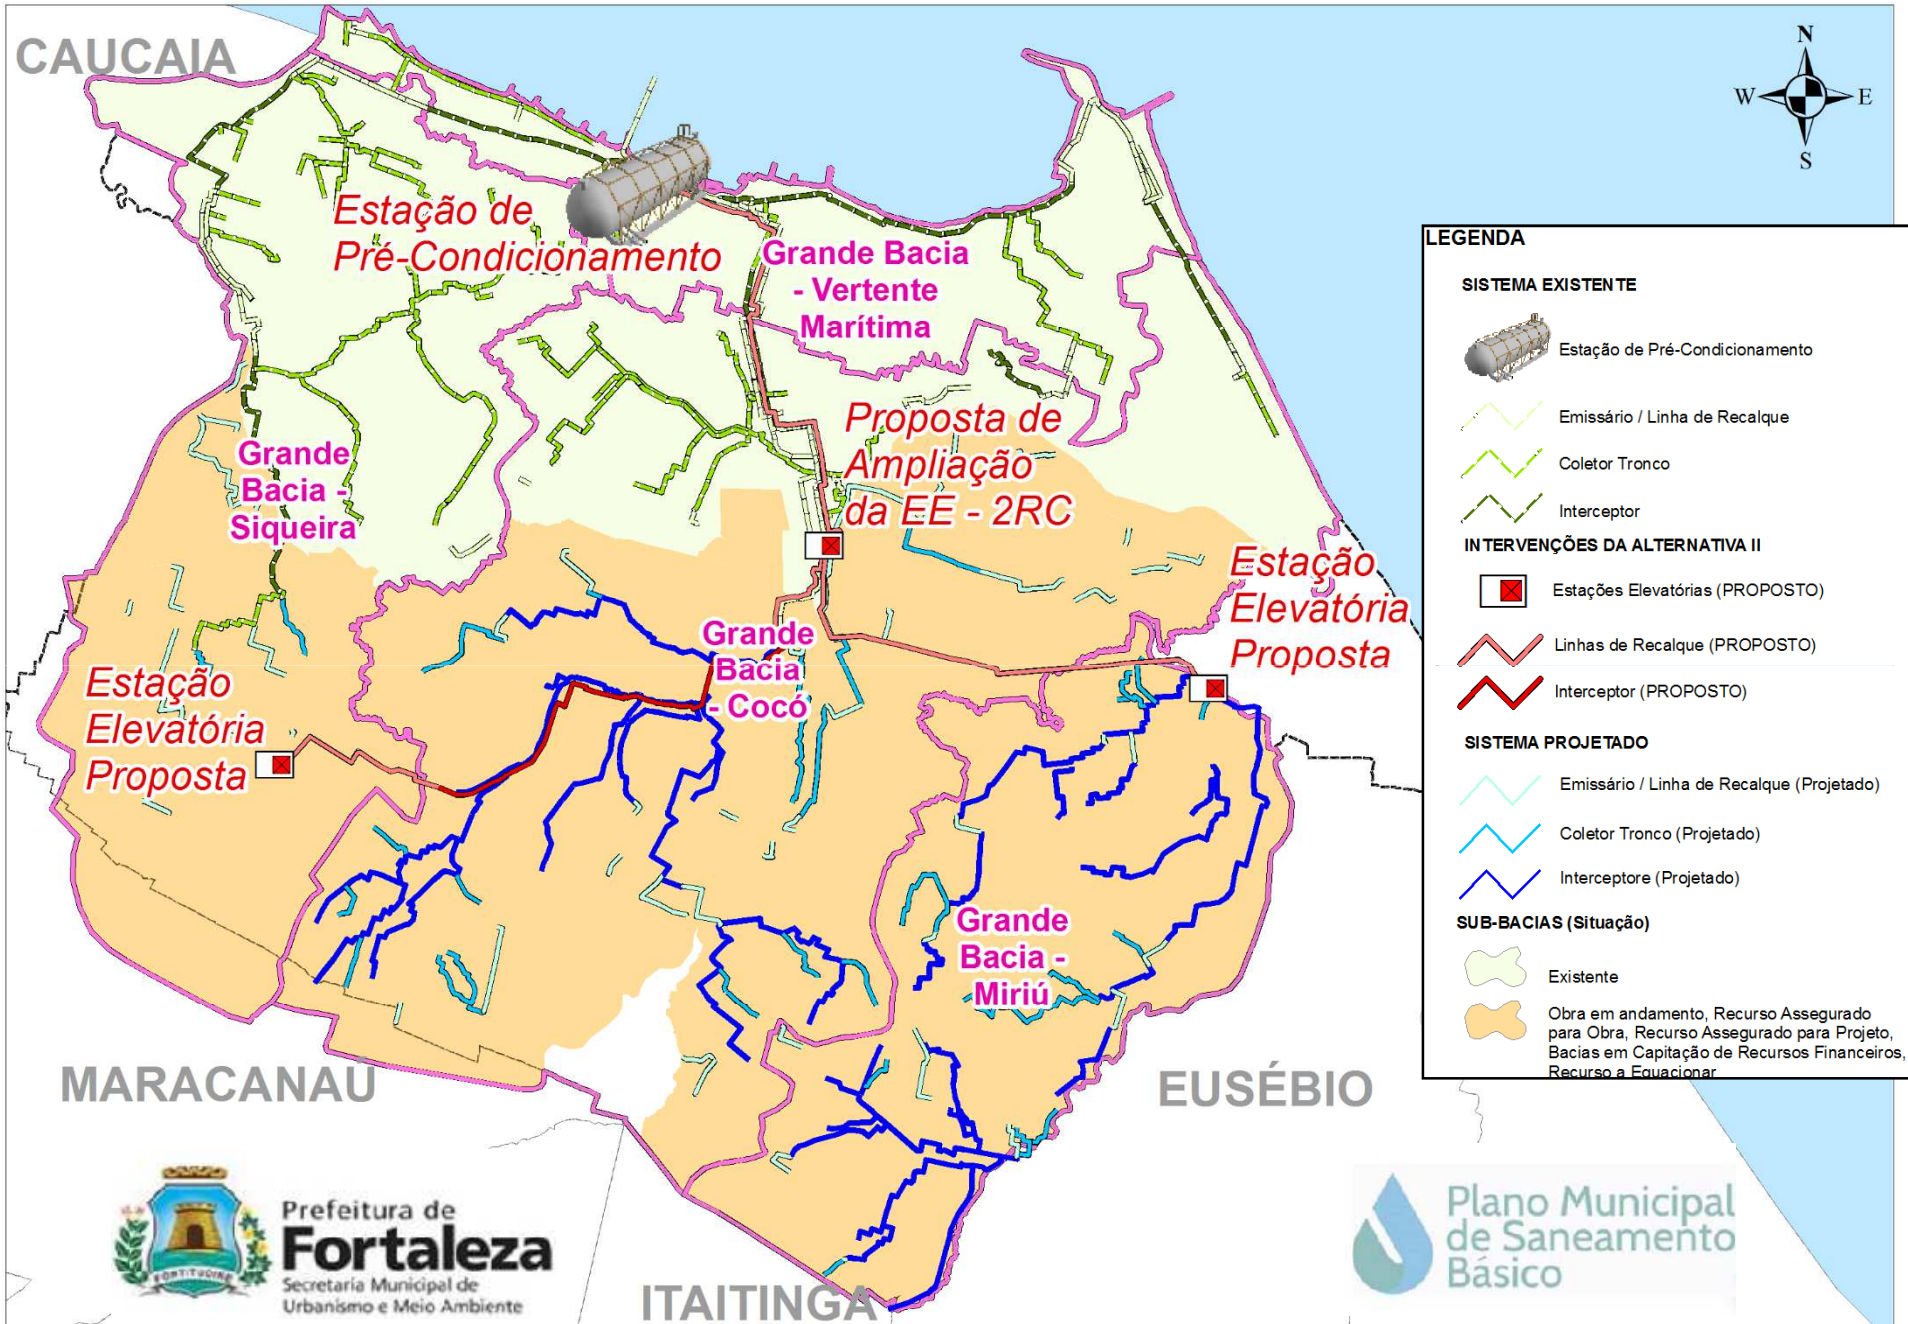 CAUCAIA
N
W
E
S
Estação de
Pré-Condicionamento
Grande Bacia
- Vertente
Marítima
Proposta de
Ampliação
da EE - 2RC
Grande
Bacia -
Siqueira
Estação
Elevatória
Proposta
Grande
Bacia
- Cocó
Estação
Elevatória
Proposta
Grande
Bacia -
Miriú
MARACANAÚ
EUSÉBIO
ITAITINGA
LEGENDA
SISTEMA EXISTENTE
Estação de Pré-Condicionamento
Emissário / Linha de Recalque
Coletor Tronco
Interceptor
INTERVENÇÕES DA ALTERNATIVA II
Estações Elevatórias (PROPOSTO)
Linhas de Recalque (PROPOSTO)
Interceptor (PROPOSTO)
SISTEMA PROJETADO
Emissário / Linha de Recalque (Projetado)
Coletor Tronco (Projetado)
Interceptore (Projetado)
SUB-BACIAS (Situação)
Existente
Obra em andamento, Recurso Assegurado
para Obra, Recurso Assegurado para Projeto,
Bacias em Capitação de Recursos Financeiros,
Recurso a Equacionar
FORTITUDINE
Prefeitura de
Fortaleza
Secretaria Municipal de
Urbanismo e Meio Ambiente
Plano Municipal
de Saneamento
Básico